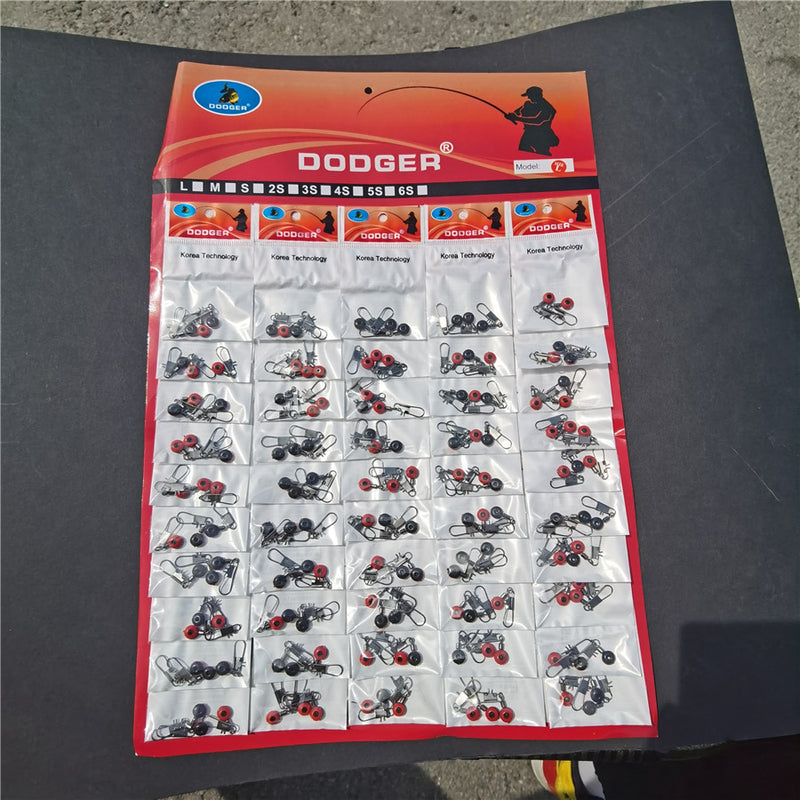 DODGER®
DODGER®
Model: L
L M S 2S 3S 4S 5S 6S
DODGER DODGER DODGER DODGER DODGER
Korea Technology Korea Technology Korea Technology Korea Technology Korea Technology